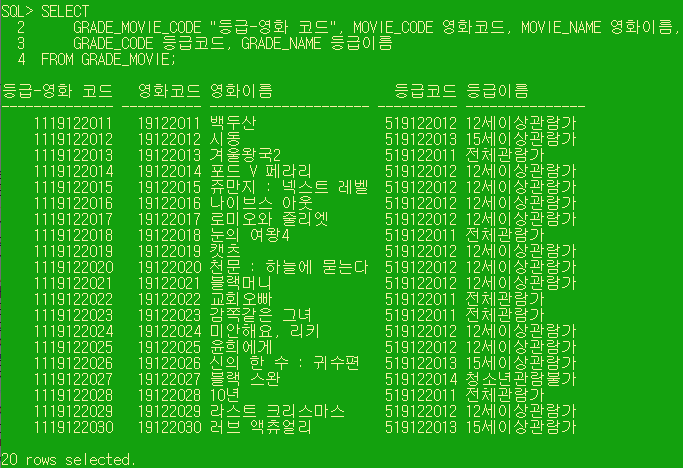 SQL> SELECT
2 GRADE_MOVIE_CODE "등급-영화 코드", MOVIE_CODE 영화코드, MOVIE_NAME 영화이름,
3 GRADE_CODE 등급코드, GRADE_NAME 등급이름
4 FROM GRADE_MOVIE;
등급-영화 코드 영화코드 영화이름 등급코드 등급이름
-------------- ---------- -------------------- ---------- ---------------
1119122011 19122011 백두산 519122012 12세이상관람가
1119122012 19122012 시동 519122013 15세이상관람가
1119122013 19122013 겨울왕국2 519122011 전체관람가
1119122014 19122014 포드 V 페라리 519122012 12세이상관람가
1119122015 19122015 쥬만지 : 넥스트 레벨 519122012 12세이상관람가
1119122016 19122016 나이브스 아웃 519122012 12세이상관람가
1119122017 19122017 로미오와 줄리엣 519122012 12세이상관람가
1119122018 19122018 눈의 여왕4 519122011 전체관람가
1119122019 19122019 캣츠 519122012 12세이상관람가
1119122020 19122020 천문 : 하늘에 묻는다 519122012 12세이상관람가
1119122021 19122021 블랙머니 519122012 12세이상관람가
1119122022 19122022 교회오빠 519122011 전체관람가
1119122023 19122023 감쪽같은 그녀 519122011 전체관람가
1119122024 19122024 미안해요, 리키 519122012 12세이상관람가
1119122025 19122025 윤희에게 519122012 12세이상관람가
1119122026 19122026 신의 한 수 : 귀수편 519122013 15세이상관람가
1119122027 19122027 블랙 스완 519122014 청소년관람불가
1119122028 19122028 10년 519122011 전체관람가
1119122029 19122029 라스트 크리스마스 519122012 12세이상관람가
1119122030 19122030 러브 액츄얼리 519122013 15세이상관람가
20 rows selected.